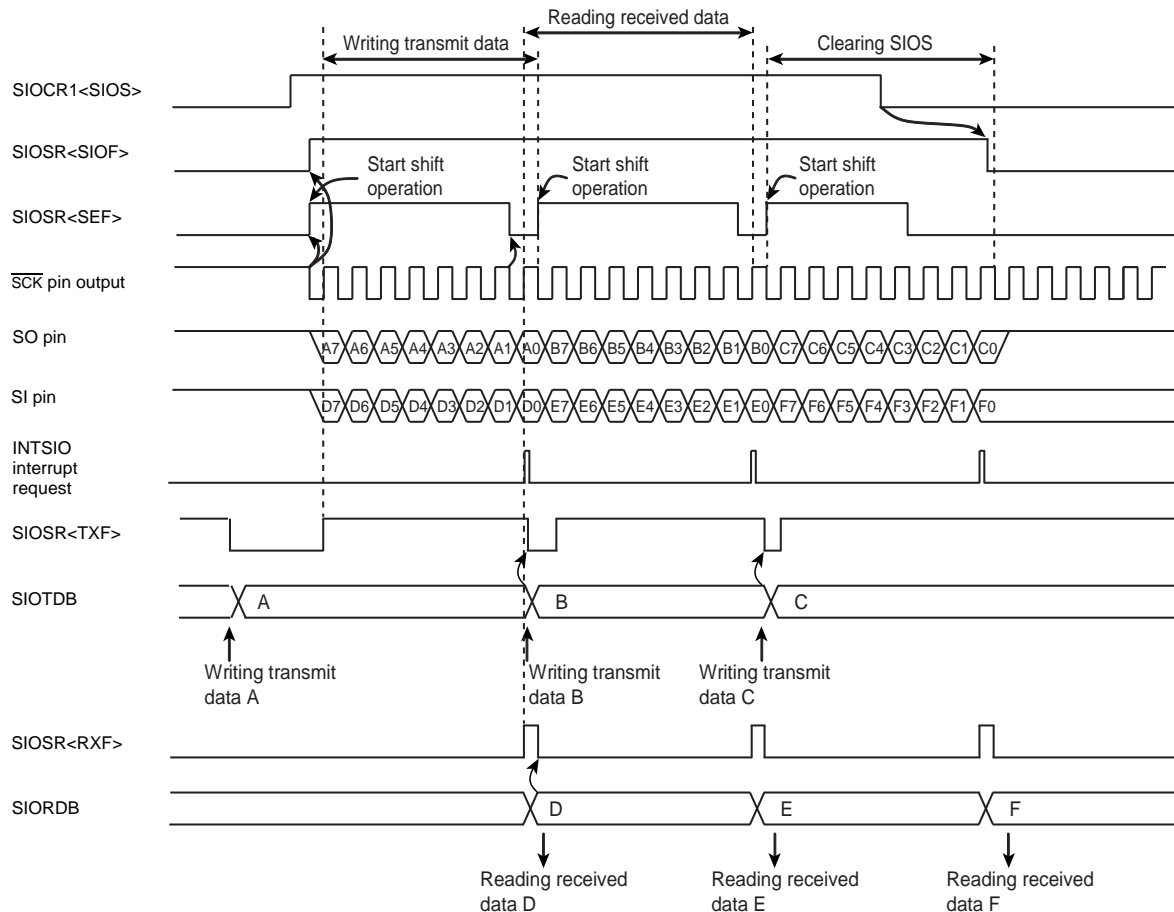 Reading received data
Writing transmit data
Clearing SIOS
SIOCR1<SIOS>
SIOSR<SIOF>
Start shift
operation
Start shift
operation
Start shift
operation
SIOSR<SEF>
SCK pin output
SO pin
A7 A6 A5 A4 A3 A2 A1 A0 B7 B6 B5 B4 B3 B2 B1 B0 C7 C6 C5 C4 C3 C2 C1 C0
SI pin
D7 D6 D5 D4 D3 D2 D1 D0 E7 E6 E5 E4 E3 E2 E1 E0 F7 F6 F5 F4 F3 F2 F1 F0
INTSIO
interrupt
request
SIOSR<TXF>
SIOTDB A B C
Writing transmit
data A
Writing transmit
data B
Writing transmit
data C
SIOSR<RXF>
SIORDB D E F
Reading received
data D
Reading received
data E
Reading received
data F